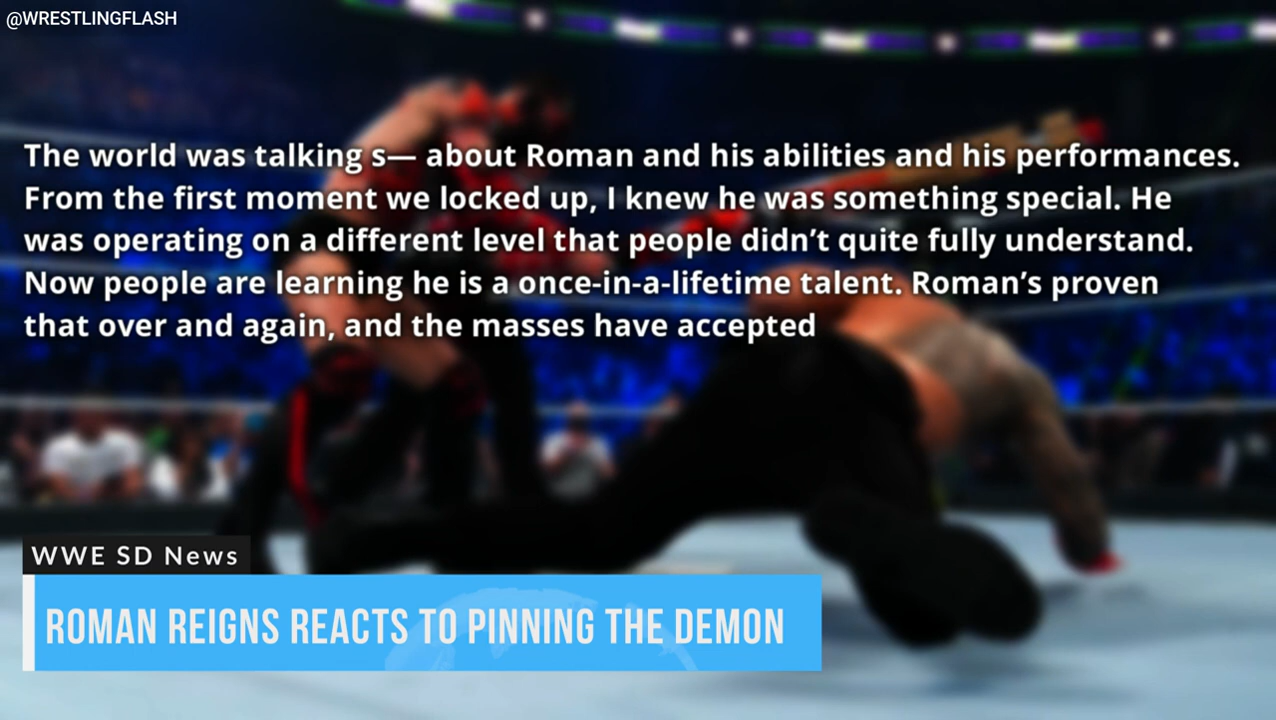 @WRESTLINGFLASH
The world was talking s— about Roman and his abilities and his performances.
From the first moment we locked up, I knew he was something special. He
was operating on a different level that people didn’t quite fully understand.
Now people are learning he is a once-in-a-lifetime talent. Roman’s proven
that over and again, and the masses have accepted
WWE SD News
ROMAN REIGNS REACTS TO PINNING THE DEMON